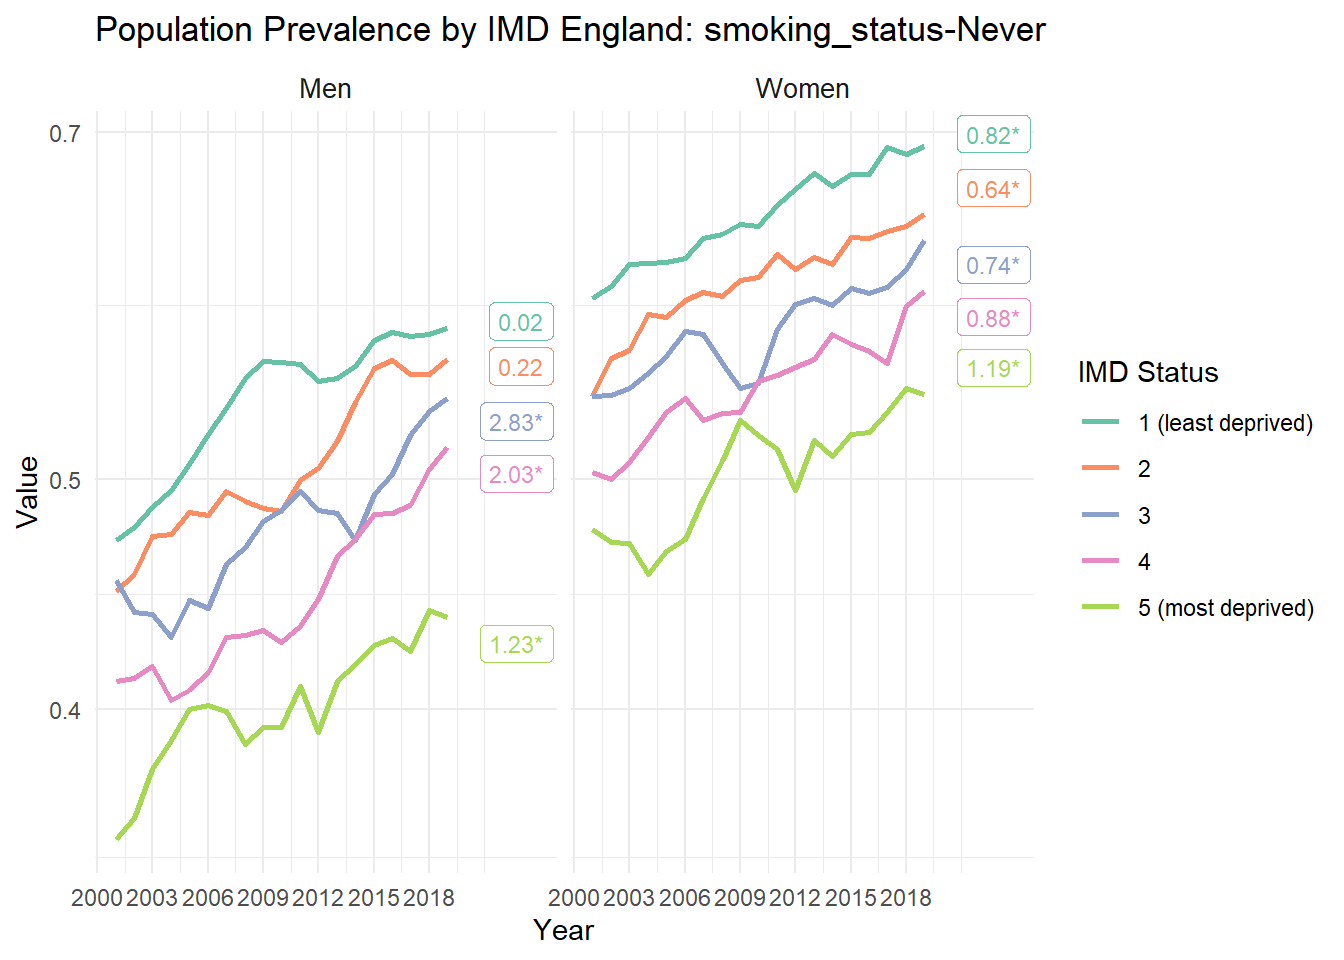 Population Prevalence by IMD England: smoking_status-Never
Men
Women
0.7
0.5
0.4
Value
0.02
0.22
2.83*
2.03*
1.23*
0.82*
0.64*
0.74*
0.88*
1.19*
2000 2003 2006 2009 2012 2015 2018
2000 2003 2006 2009 2012 2015 2018
Year
IMD Status
1 (least deprived)
2
3
4
5 (most deprived)